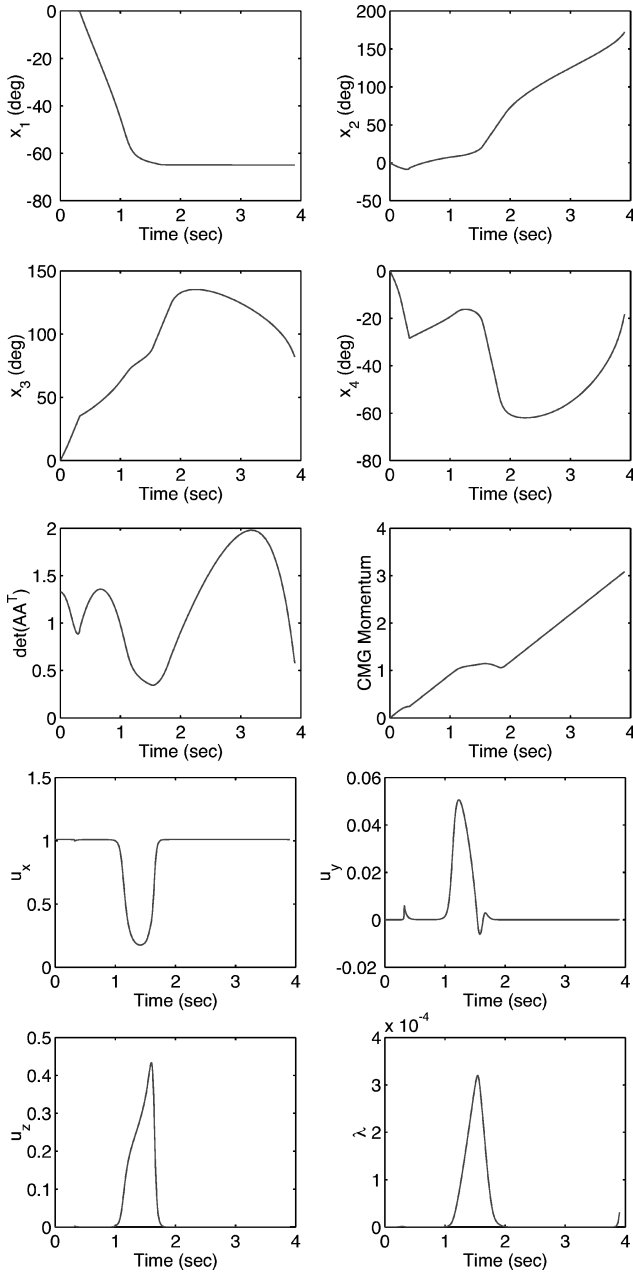 0
-20
-40
-60
-80
x1 (deg)
0 1 2 3 4
Time (sec)
200
150
100
50
0
-50
x2 (deg)
0 1 2 3 4
Time (sec)
150
100
50
0
x3 (deg)
0 1 2 3 4
Time (sec)
0
-20
-40
-60
-80
x4 (deg)
0 1 2 3 4
Time (sec)
2
1.5
1
0.5
0
det(AA^T)
0 1 2 3 4
Time (sec)
4
3
2
1
0
CMG Momentum
0 1 2 3 4
Time (sec)
1.5
1
0.5
0
u_x
0 1 2 3 4
Time (sec)
0.06
0.04
0.02
0
-0.02
u_y
0 1 2 3 4
Time (sec)
0.5
0.4
0.3
0.2
0.1
0
u_z
0 1 2 3 4
Time (sec)
x 10^-4
4
3
2
1
0
λ
0 1 2 3 4
Time (sec)